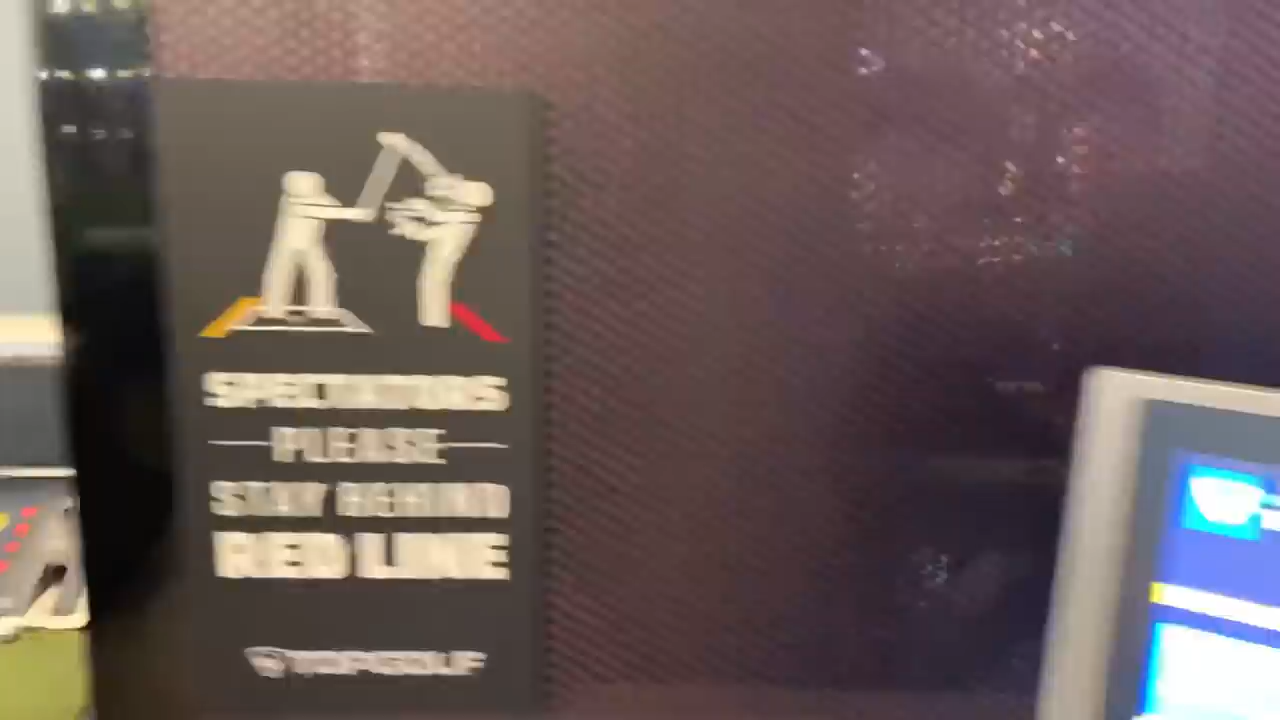 SPECTATORS
PLEASE
STAY BEHIND
RED LINE
TOPGOLF